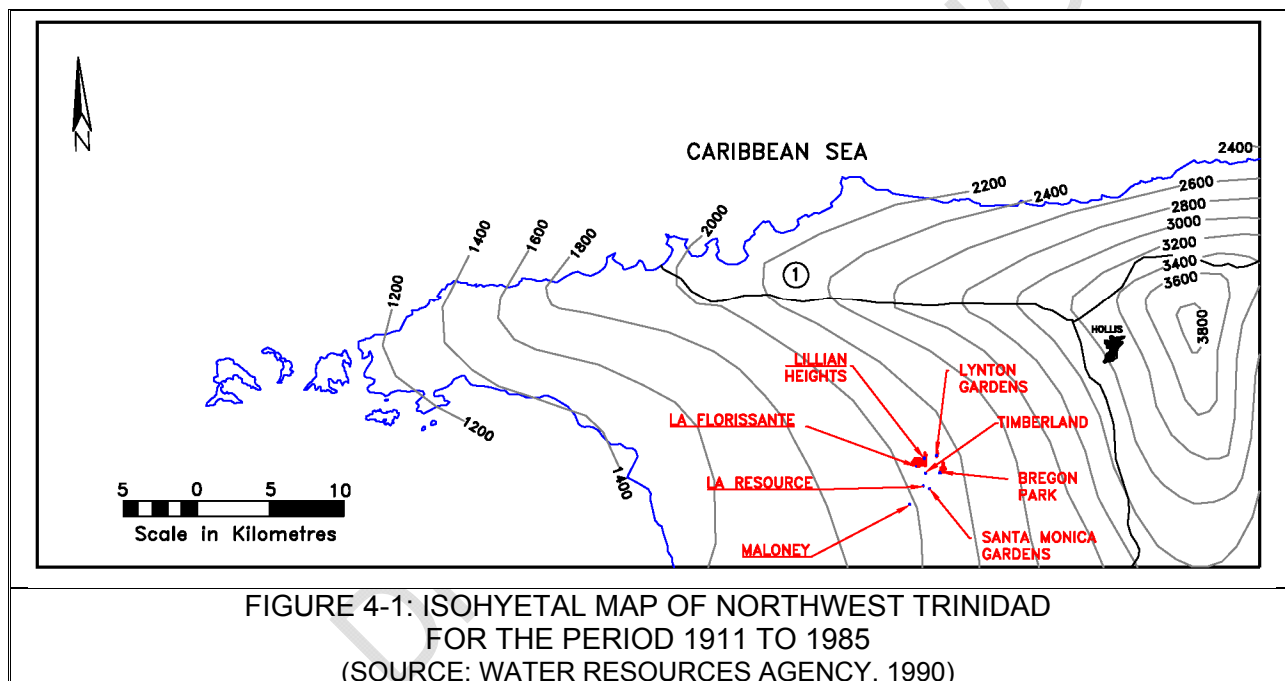 CARIBBEAN SEA
N
1
2400
2200
2400
2600
2800
3000
3200
3400
3600
3800
2000
1800
1600
1400
1200
1200
1400
HOLLIS
LILLIAN
HEIGHTS
LYNTON
GARDENS
LA FLORISSANTE
TIMBERLAND
LA RESOURCE
BREGON
PARK
MALONEY
SANTA MONICA
GARDENS
5 0 5 10
Scale in Kilometres
FIGURE 4-1: ISOHYETAL MAP OF NORTHWEST TRINIDAD
FOR THE PERIOD 1911 TO 1985
(SOURCE: WATER RESOURCES AGENCY, 1990)